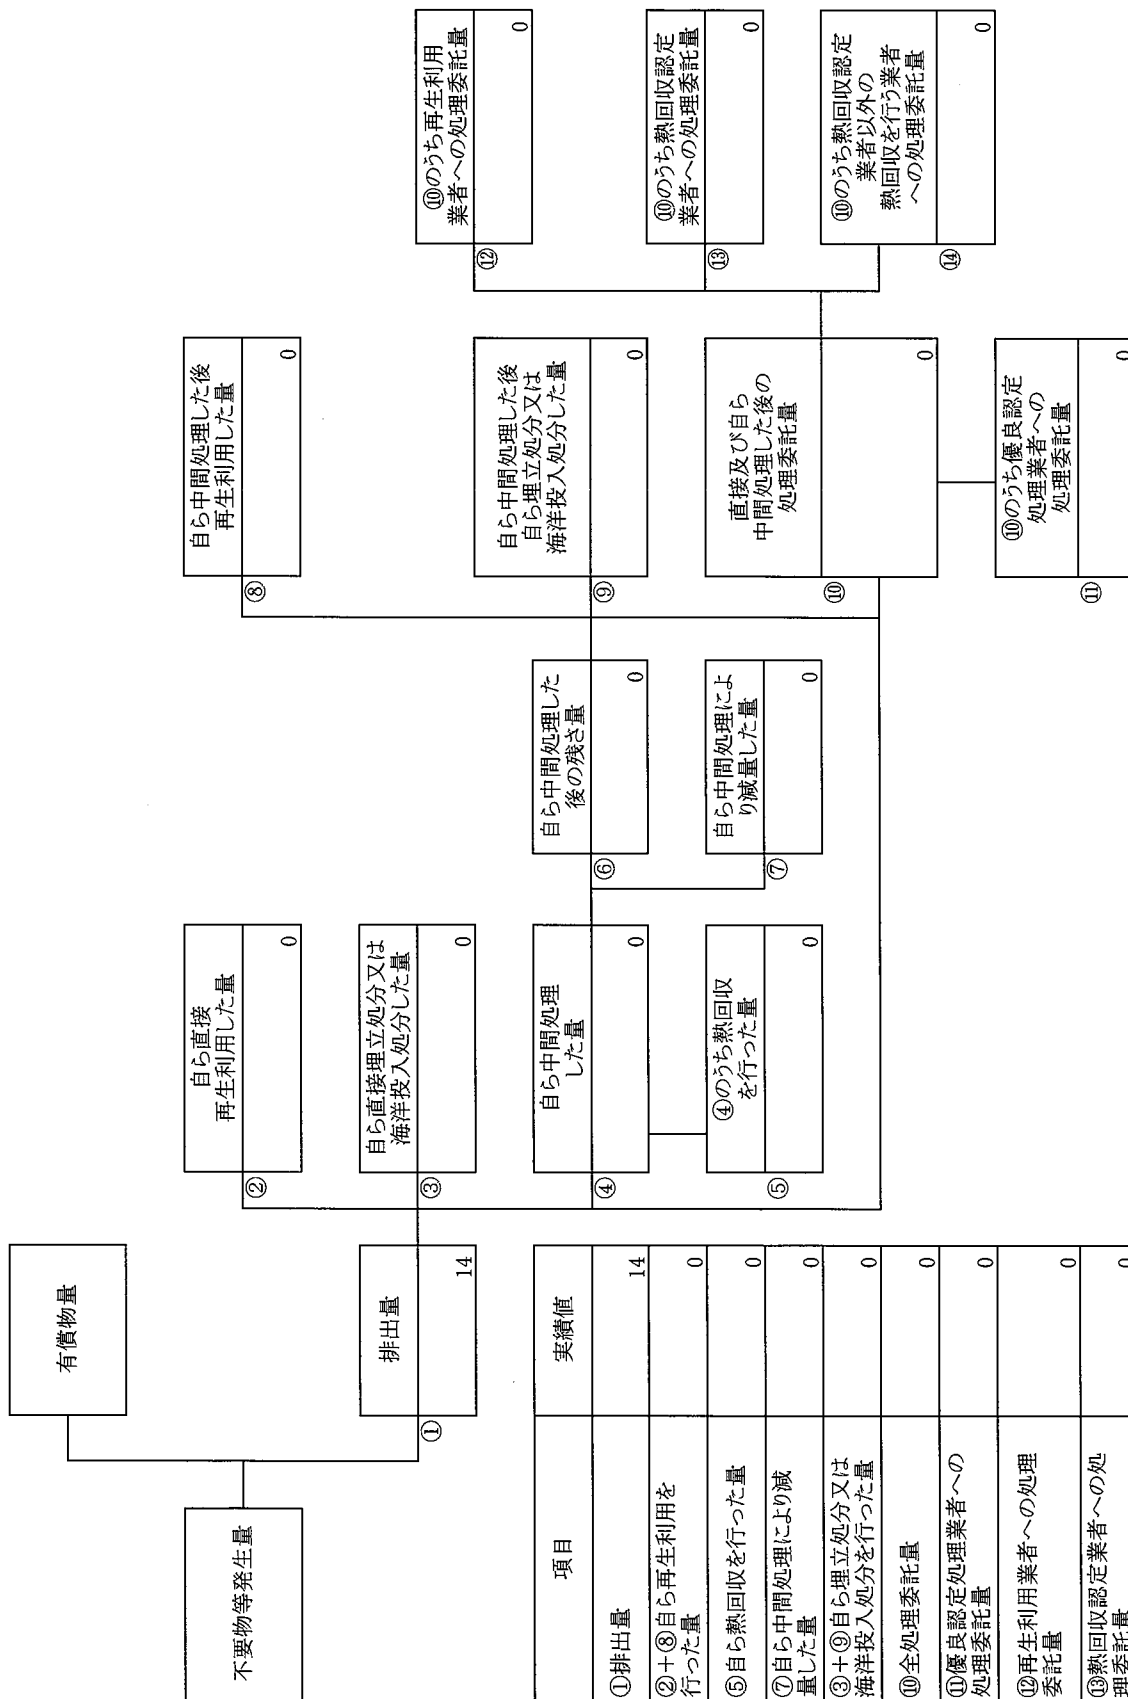 不要物等発生量
有償物量
排出量
①
14
自ら直接
再生利用した量
②
0
自ら直接埋立処分又は
海洋投入処分した量
③
0
自ら中間処理
した量
④
0
④のうち熱回収
を行った量
⑤
0
自ら中間処理した
後の残さ量
⑥
0
自ら中間処理によ
り減量した量
⑦
0
自ら中間処理した後
再生利用した量
⑧
0
自ら中間処理した後
自ら埋立処分又は
海洋投入処分した量
⑨
0
直接及び自ら
中間処理した後の
処理委託量
⑩
0
⑩のうち優良認定
処理業者への
処理委託量
⑪
0
⑩のうち再生利用
業者への処理委託量
⑫
0
⑩のうち熱回収認定
業者への処理委託量
⑬
0
⑩のうち熱回収認定
業者以外の
熱回収を行う業者
への処理委託量
⑭
0
項目 実績値
①排出量 14
②+⑧自ら再生利用を
行った量 0
⑤自ら熱回収を行った量 0
⑦自ら中間処理により減
量した量 0
③+⑨自ら埋立処分又は
海洋投入処分を行った量 0
⑩全処理委託量 0
⑪優良認定処理業者への
処理委託量 0
⑫再生利用業者への処理
委託量 0
⑬熱回収認定業者への処
理委託量 0